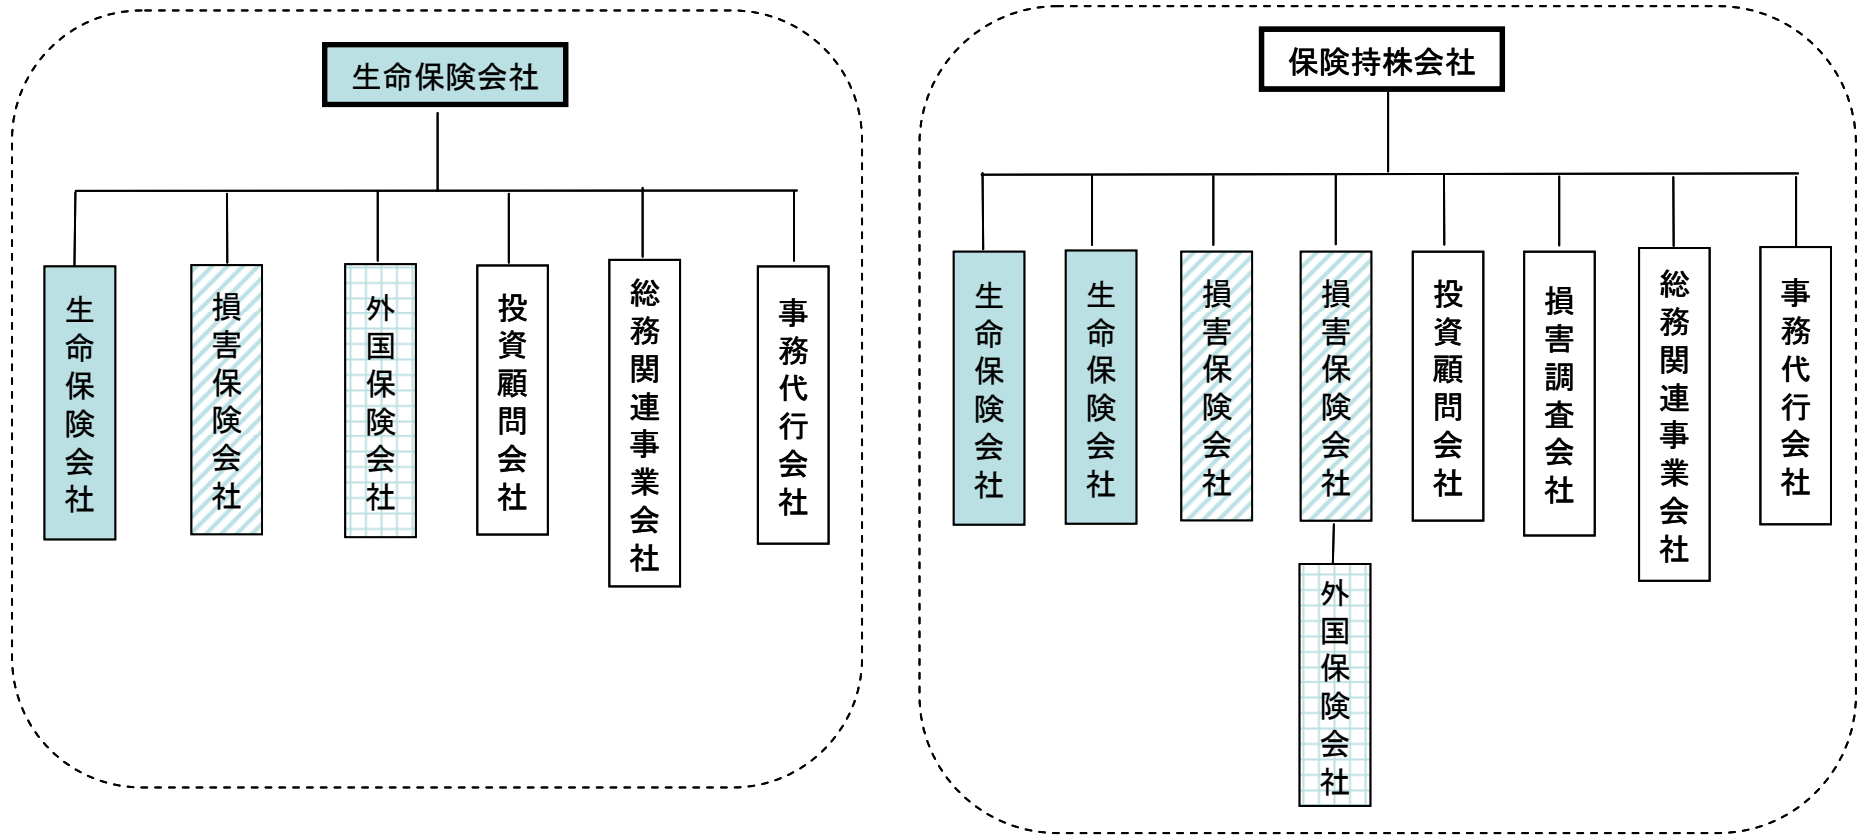 生命保険会社
生命保険会社
損害保険会社
外国保険会社
投資顧問会社
総務関連事業会社
事務代行会社
保険持株会社
生命保険会社
生命保険会社
損害保険会社
損害保険会社
投資顧問会社
損害調査会社
総務関連事業会社
事務代行会社
外国保険会社